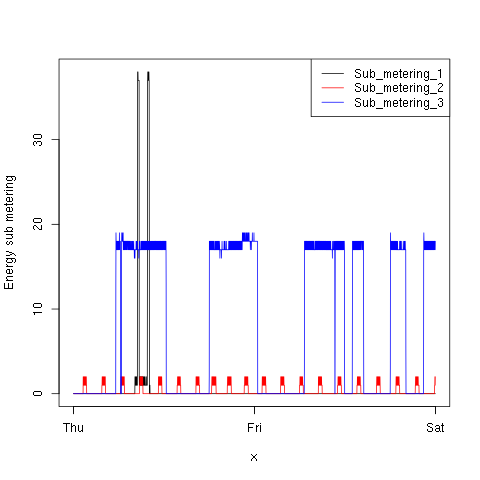 Sub_metering_1
Sub_metering_2
Sub_metering_3
Energy sub metering
30
20
10
0
Thu
Fri
Sat
x